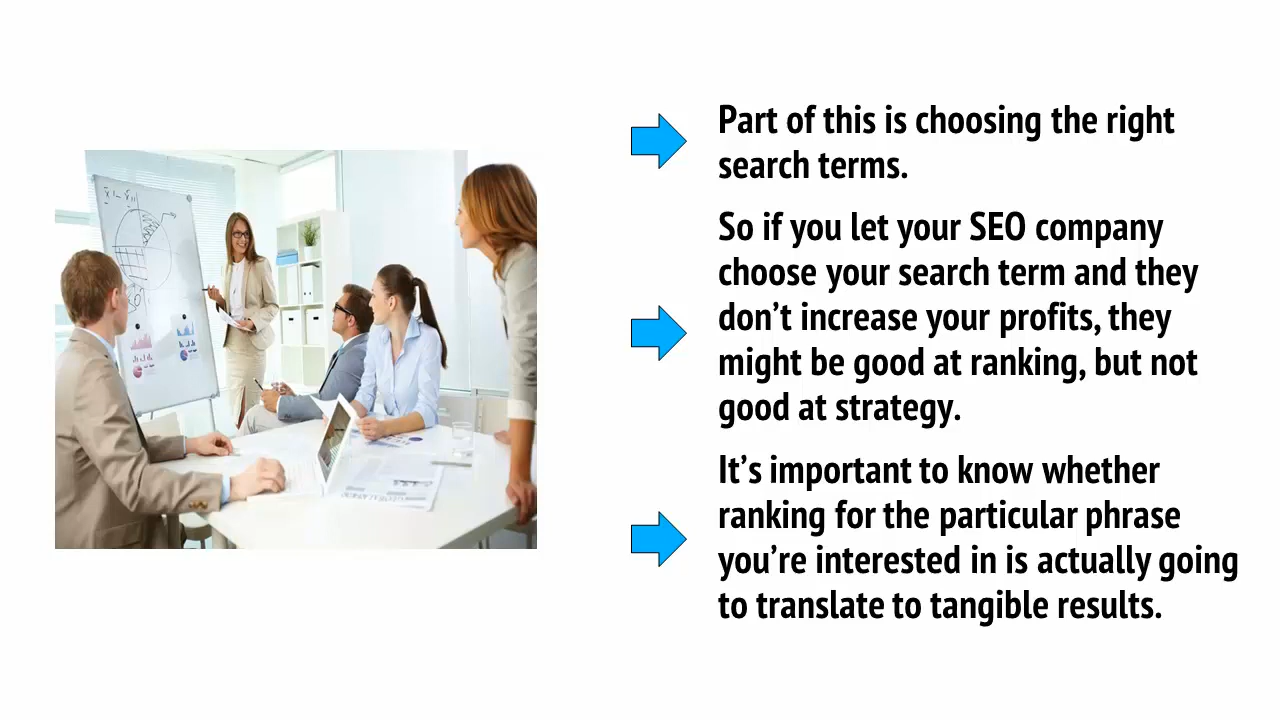 Part of this is choosing the right
search terms.
So if you let your SEO company
choose your search term and they
don’t increase your profits, they
might be good at ranking, but not
good at strategy.
It’s important to know whether
ranking for the particular phrase
you’re interested in is actually going
to translate to tangible results.